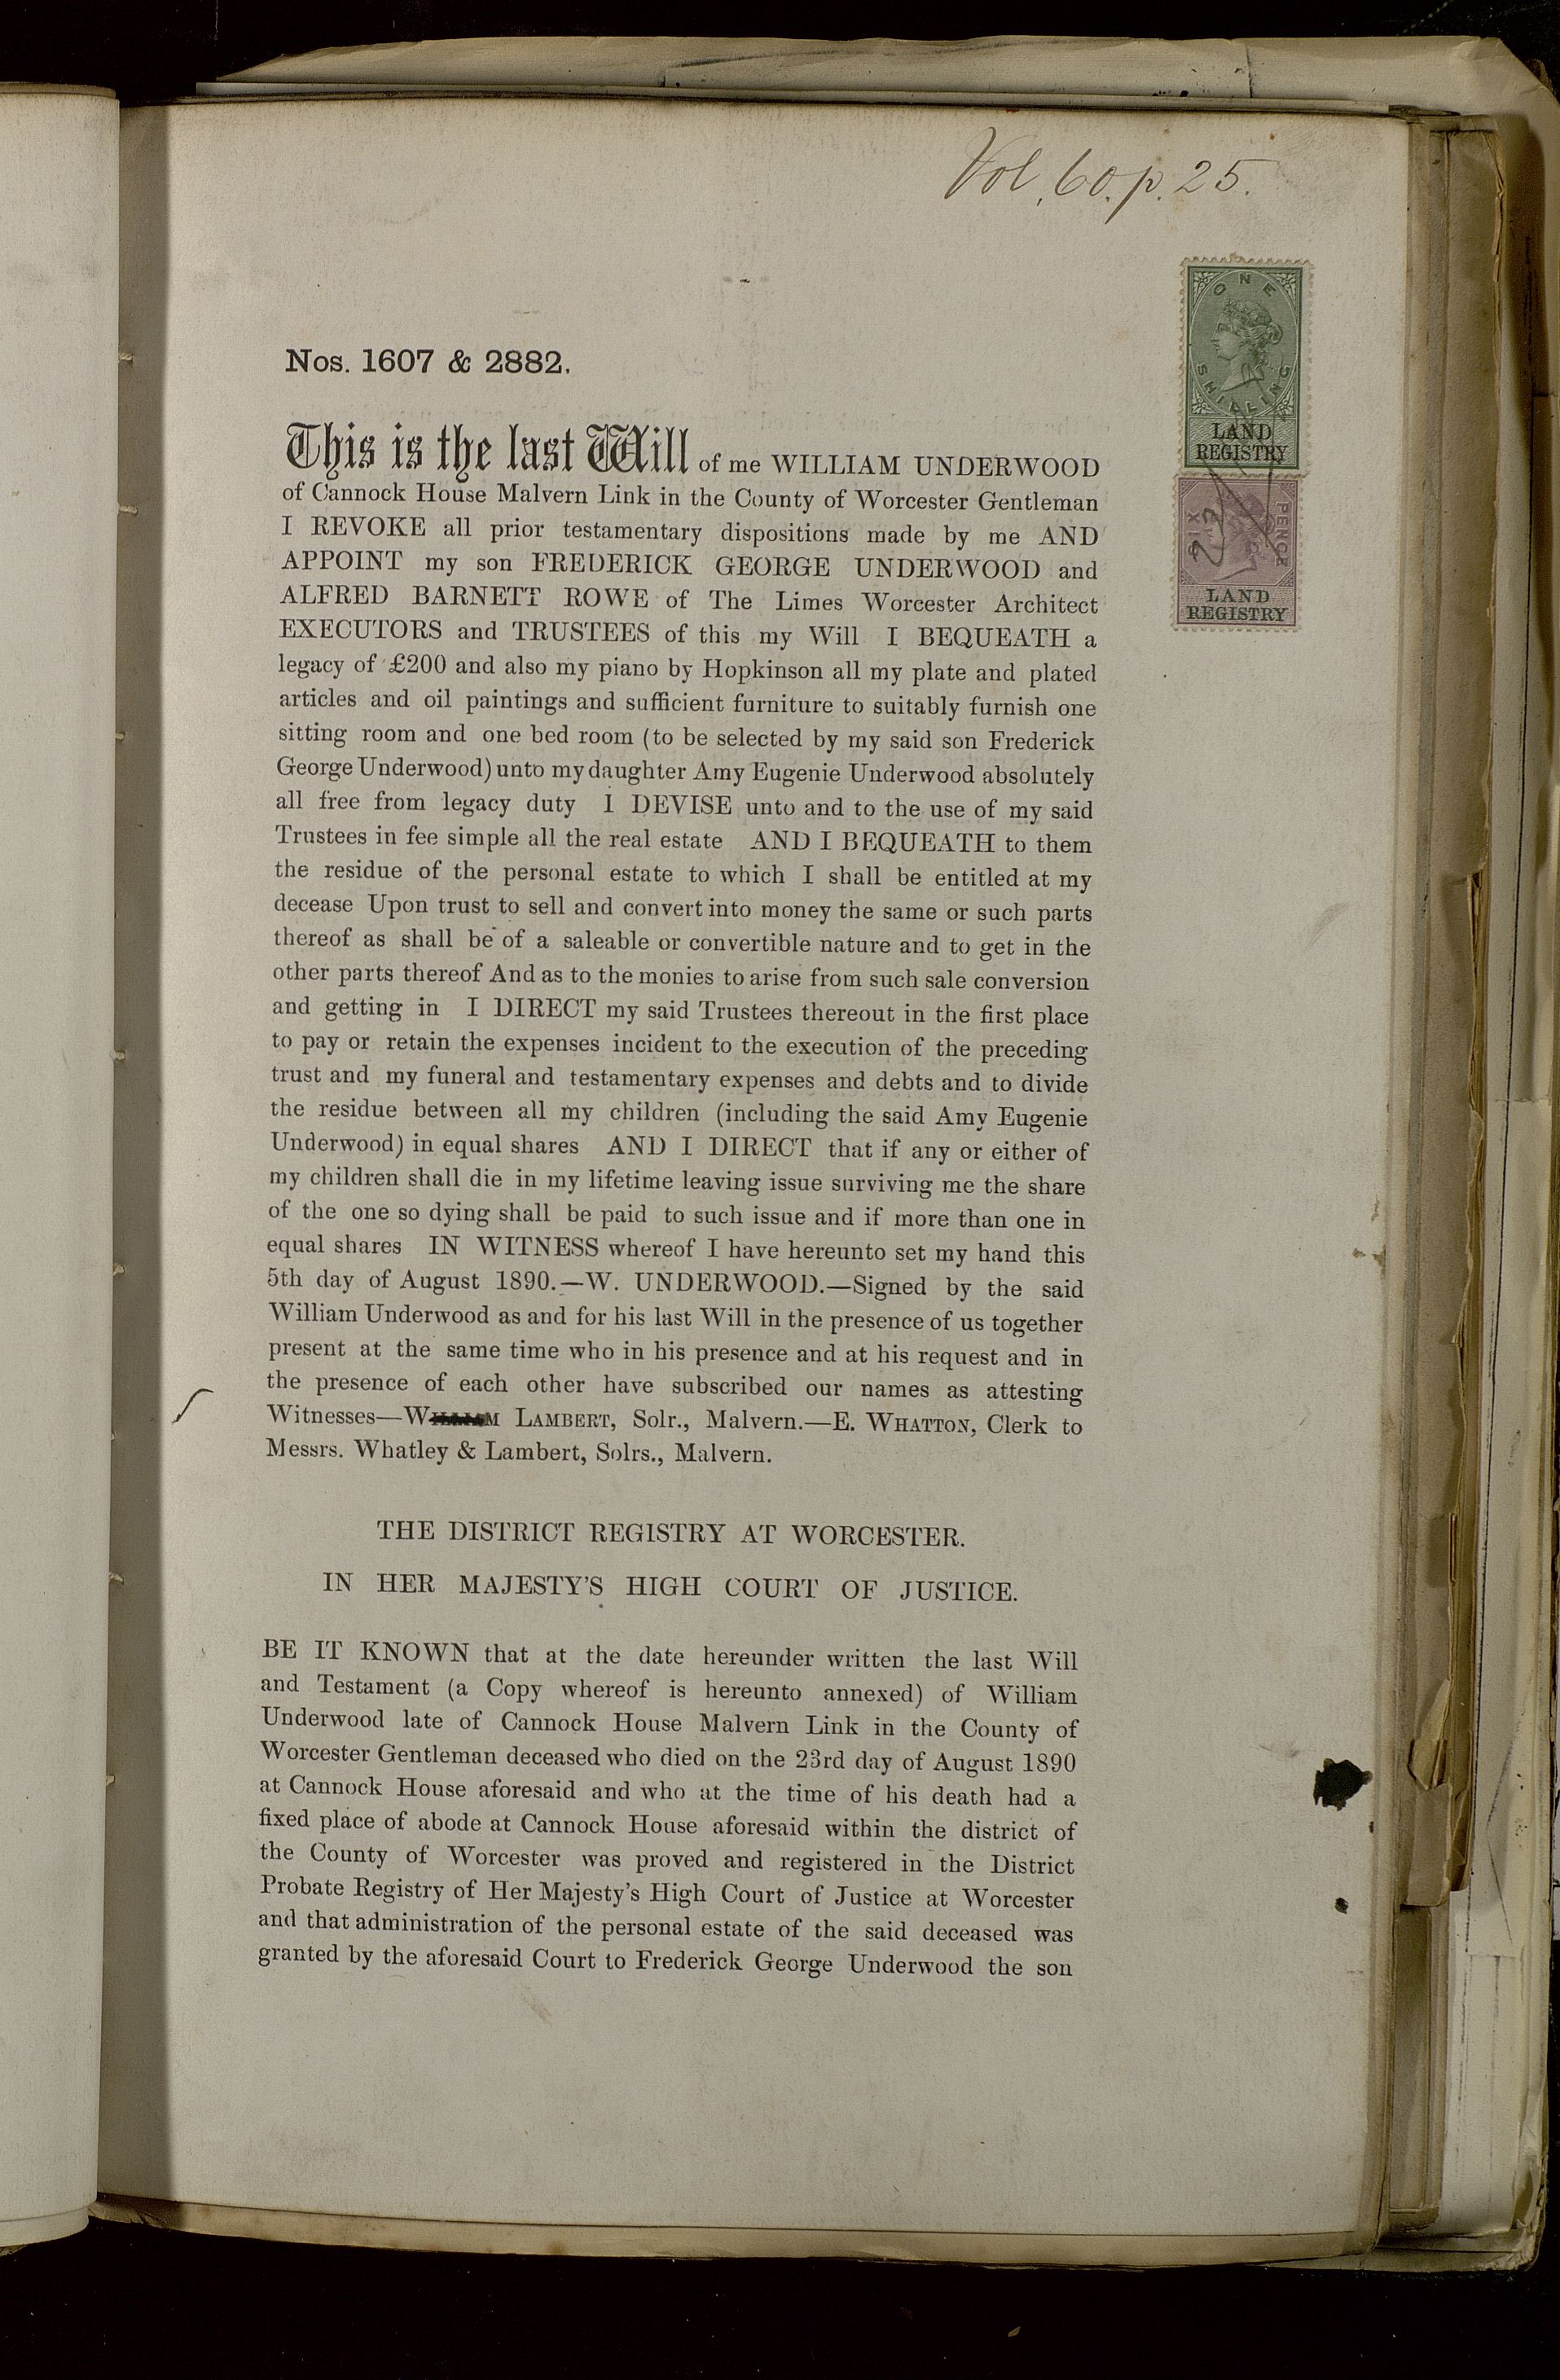 Vol. 60. p. 25.
ONE
SHILLING
LAND
REGISTRY
SIX
PENCE
LAND
REGISTRY
Nos. 1607 & 2882.
This is the last Will of me WILLIAM UNDERWOOD
of Cannock House Malvern Link in the County of Worcester Gentleman
I REVOKE all prior testamentary dispositions made by me AND
APPOINT my son FREDERICK GEORGE UNDERWOOD and
ALFRED BARNETT ROWE of The Limes Worcester Architect
EXECUTORS and TRUSTEES of this my Will I BEQUEATH a
legacy of £200 and also my piano by Hopkinson all my plate and plated
articles and oil paintings and sufficient furniture to suitably furnish one
sitting room and one bed room (to be selected by my said son Frederick
George Underwood) unto my daughter Amy Eugenie Underwood absolutely
all free from legacy duty I DEVISE unto and to the use of my said
Trustees in fee simple all the real estate AND I BEQUEATH to them
the residue of the personal estate to which I shall be entitled at my
decease Upon trust to sell and convert into money the same or such parts
thereof as shall be of a saleable or convertible nature and to get in the
other parts thereof And as to the monies to arise from such sale conversion
and getting in I DIRECT my said Trustees thereout in the first place
to pay or retain the expenses incident to the execution of the preceding
trust and my funeral and testamentary expenses and debts and to divide
the residue between all my children (including the said Amy Eugenie
Underwood) in equal shares AND I DIRECT that if any or either of
my children shall die in my lifetime leaving issue surviving me the share
of the one so dying shall be paid to such issue and if more than one in
equal shares IN WITNESS whereof I have hereunto set my hand this
5th day of August 1890.—W. UNDERWOOD.—Signed by the said
William Underwood as and for his last Will in the presence of us together
present at the same time who in his presence and at his request and in
the presence of each other have subscribed our names as attesting
Witnesses— LAMBERT, Solr., Malvern.—E. WHATTON, Clerk to
Messrs. Whatley & Lambert, Solrs., Malvern.
THE DISTRICT REGISTRY AT WORCESTER.
IN HER MAJESTY'S HIGH COURT OF JUSTICE.
BE IT KNOWN that at the date hereunder written the last Will
and Testament (a Copy whereof is hereunto annexed) of William
Underwood late of Cannock House Malvern Link in the County of
Worcester Gentleman deceased who died on the 23rd day of August 1890
at Cannock House aforesaid and who at the time of his death had a
fixed place of abode at Cannock House aforesaid within the district of
the County of Worcester was proved and registered in the District
Probate Registry of Her Majesty's High Court of Justice at Worcester
and that administration of the personal estate of the said deceased was
granted by the aforesaid Court to Frederick George Underwood the son